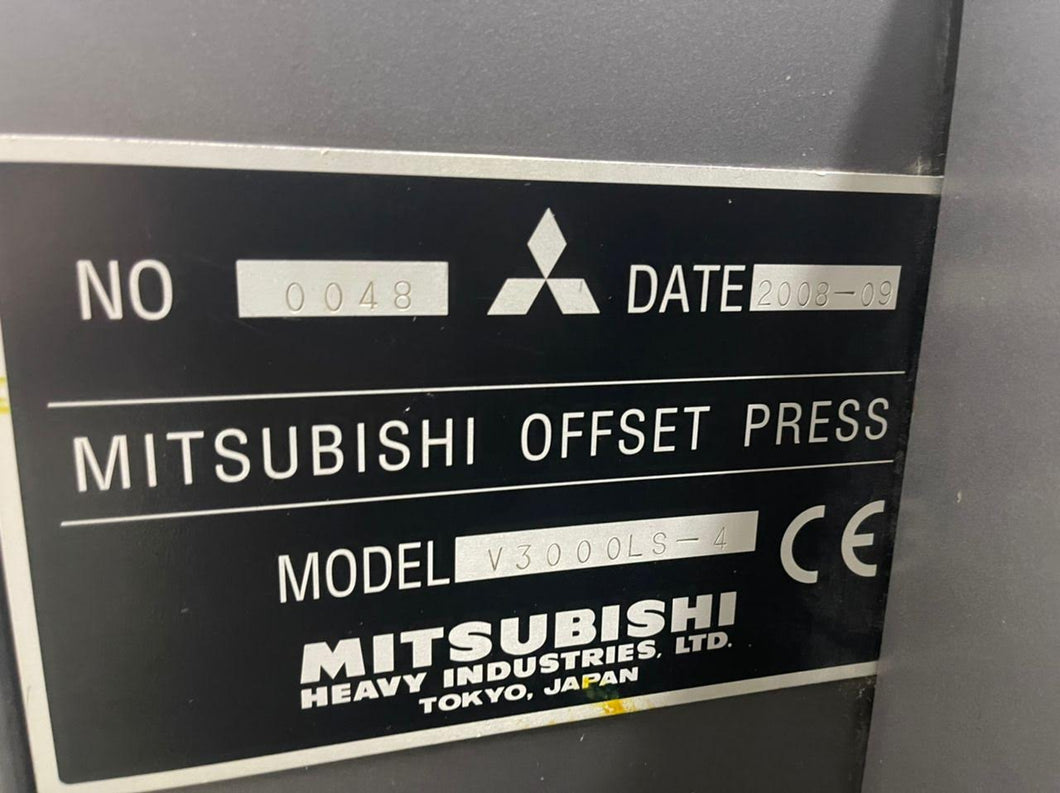 NO 0048 DATE 2008-09
MITSUBISHI OFFSET PRESS
MODEL V3000LS-4 CE
MITSUBISHI
HEAVY INDUSTRIES, LTD.
TOKYO, JAPAN